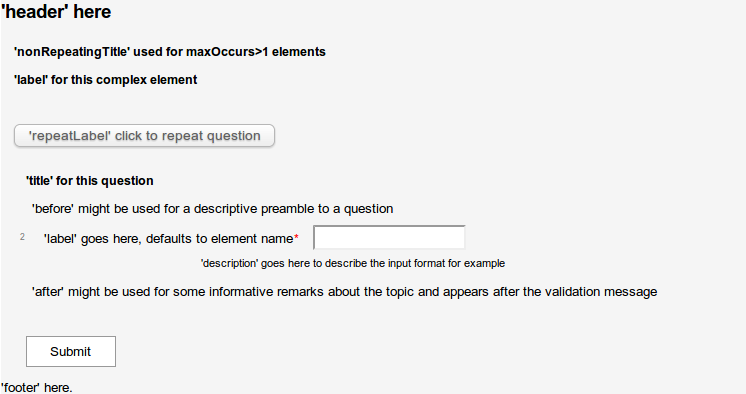 'header' here
'nonRepeatingTitle' used for maxOccurs>1 elements
'label' for this complex element
'repeatLabel' click to repeat question
'title' for this question
'before' might be used for a descriptive preamble to a question
2 'label' goes here, defaults to element name*
'description' goes here to describe the input format for example
'after' might be used for some informative remarks about the topic and appears after the validation message
Submit
'footer' here.